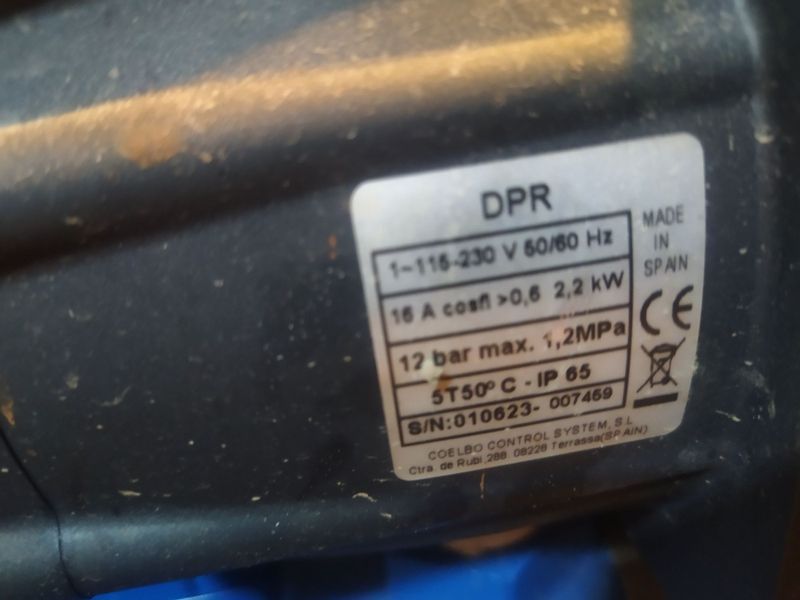 DPR
1~115-230 V 50/60 Hz
16 A cosfi >0,6 2,2 kW
12 bar max. 1,2MPa
5T50º C - IP 65
S/N:010623- 007459
MADE
IN
SPAIN
CE
COELBO CONTROL SYSTEM, S.L.
Ctra. de Rubí,288 08228 Terrassa(SPAIN)